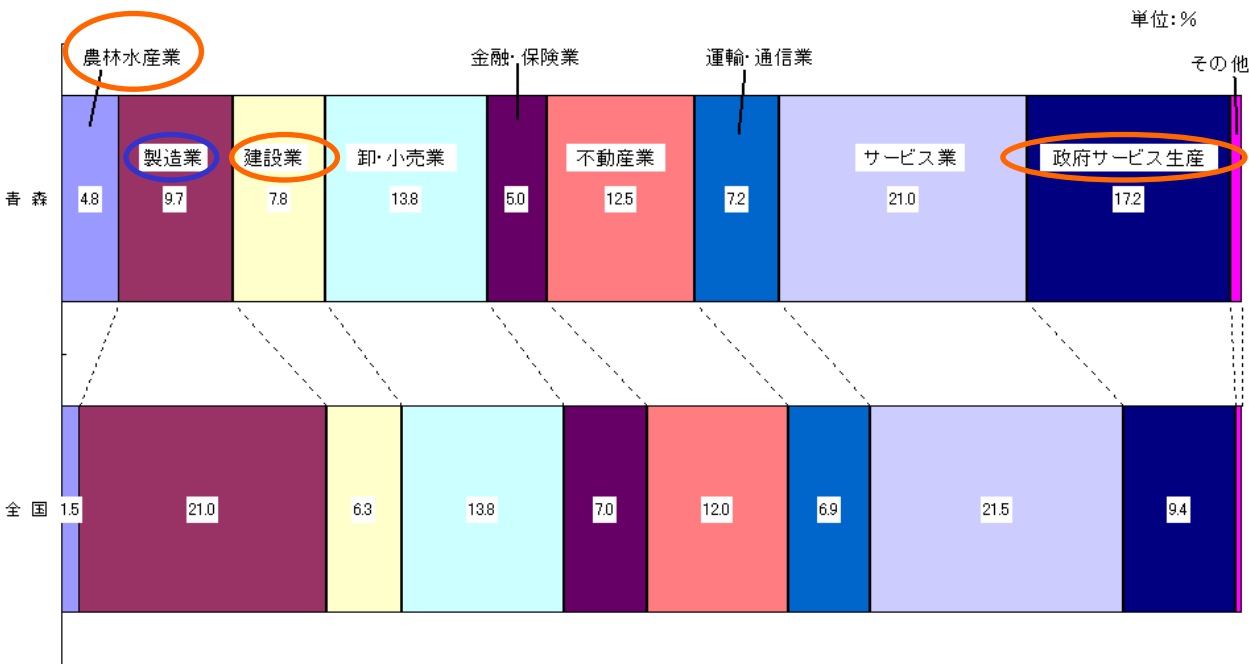 単位:%
農林水産業
金融・保険業
運輸・通信業
その他
製造業
建設業
卸・小売業
不動産業
サービス業
政府サービス生産
青森
4.8
9.7
7.8
13.8
5.0
12.5
7.2
21.0
17.2
全国
1.5
21.0
6.3
13.8
7.0
12.0
6.9
21.5
9.4